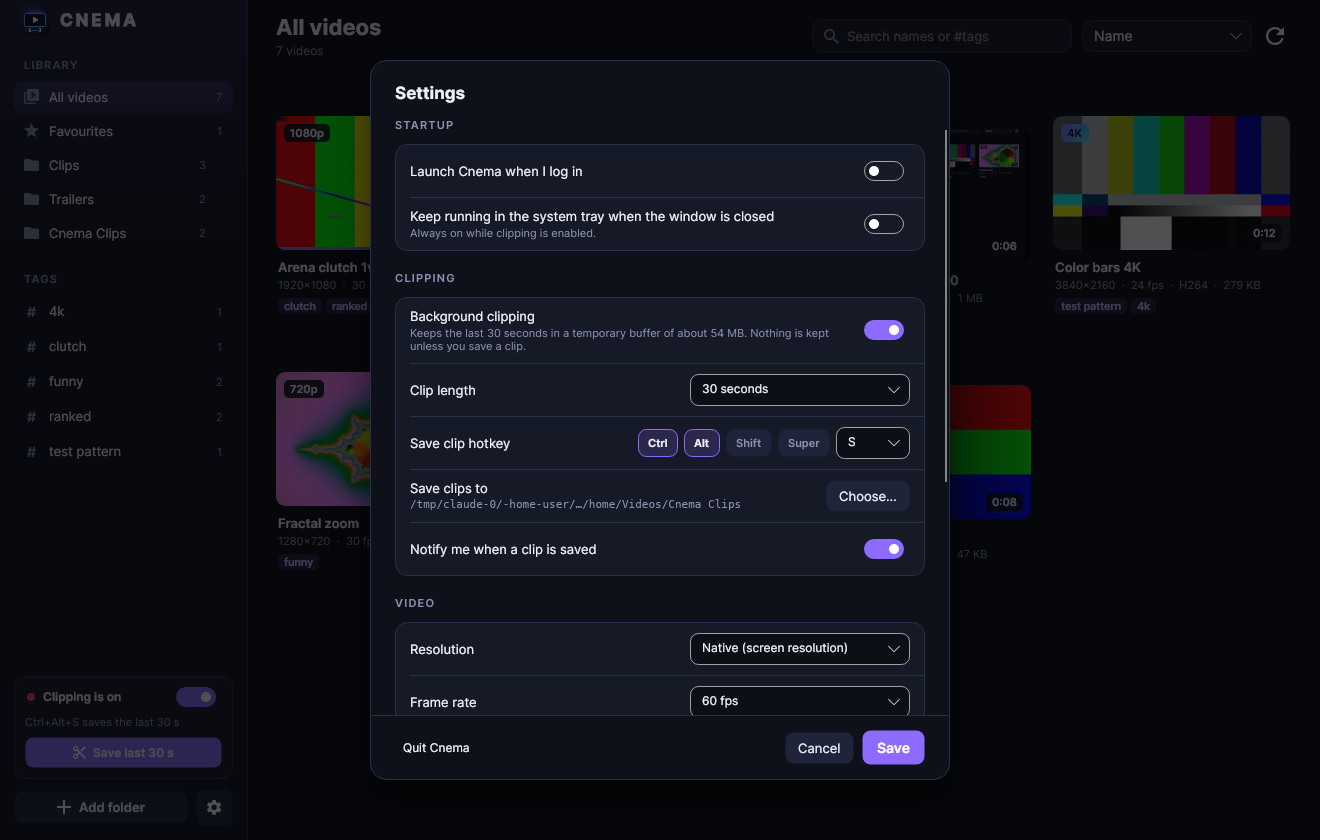 CNEMA
LIBRARY
All videos 7
Favourites 1
Clips 3
Trailers 2
Cnema Clips 2
TAGS
# 4k 1
# clutch 1
# funny 2
# ranked 2
# test pattern 1
Clipping is on
Ctrl+Alt+S saves the last 30 s
Save last 30 s
Add folder
All videos
7 videos
Search names or #tags
Name
1080p
Arena clutch
1920×1080 · 30
clutch ranked
0:06
1 MB
4K
0:12
Color bars 4K
3840×2160 · 24 fps · H264 · 279 KB
test pattern 4k
720p
Fractal zoom
1280×720 · 30
funny
0:08
47 KB
Settings
STARTUP
Launch Cnema when I log in
Keep running in the system tray when the window is closed
Always on while clipping is enabled.
CLIPPING
Background clipping
Keeps the last 30 seconds in a temporary buffer of about 54 MB. Nothing is kept
unless you save a clip.
Clip length 30 seconds
Save clip hotkey Ctrl Alt Shift Super S
Save clips to
/tmp/claude-0/-home-user/…/home/Videos/Cnema Clips
Choose...
Notify me when a clip is saved
VIDEO
Resolution Native (screen resolution)
Frame rate 60 fps
Quit Cnema Cancel Save